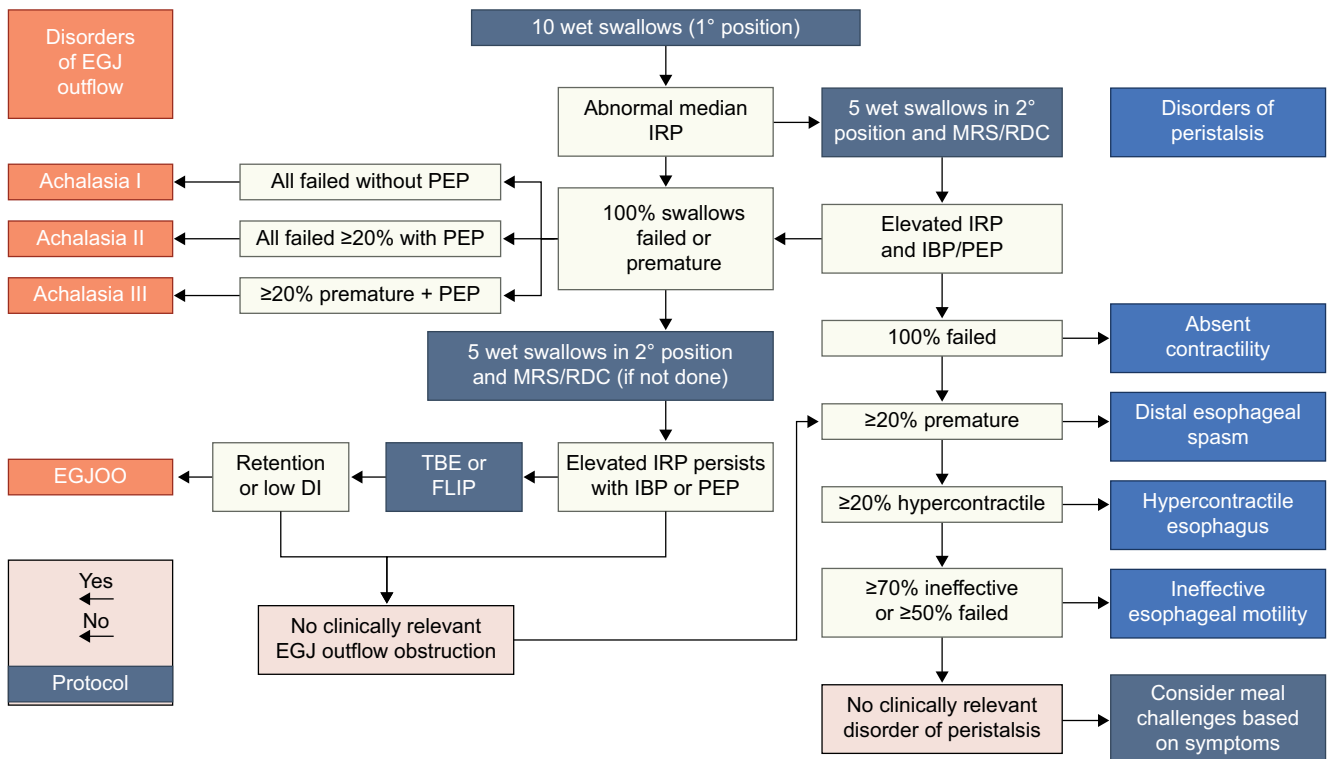 Disorders
of EGJ
outflow
10 wet swallows (1° position)
Abnormal median
IRP
5 wet swallows in 2°
position and MRS/RDC
Disorders of
peristalsis
Achalasia I
All failed without PEP
Achalasia II
All failed ≥20% with PEP
Achalasia III
≥20% premature + PEP
100% swallows
failed or
premature
Elevated IRP
and IBP/PEP
100% failed
Absent
contractility
5 wet swallows in 2° position
and MRS/RDC (if not done)
≥20% premature
Distal esophageal
spasm
EGJOO
Retention
or low DI
TBE or
FLIP
Elevated IRP persists
with IBP or PEP
≥20% hypercontractile
Hypercontractile
esophagus
Yes
No
Protocol
No clinically relevant
EGJ outflow obstruction
≥70% ineffective
or ≥50% failed
Ineffective
esophageal motility
No clinically relevant
disorder of peristalsis
Consider meal
challenges based
on symptoms